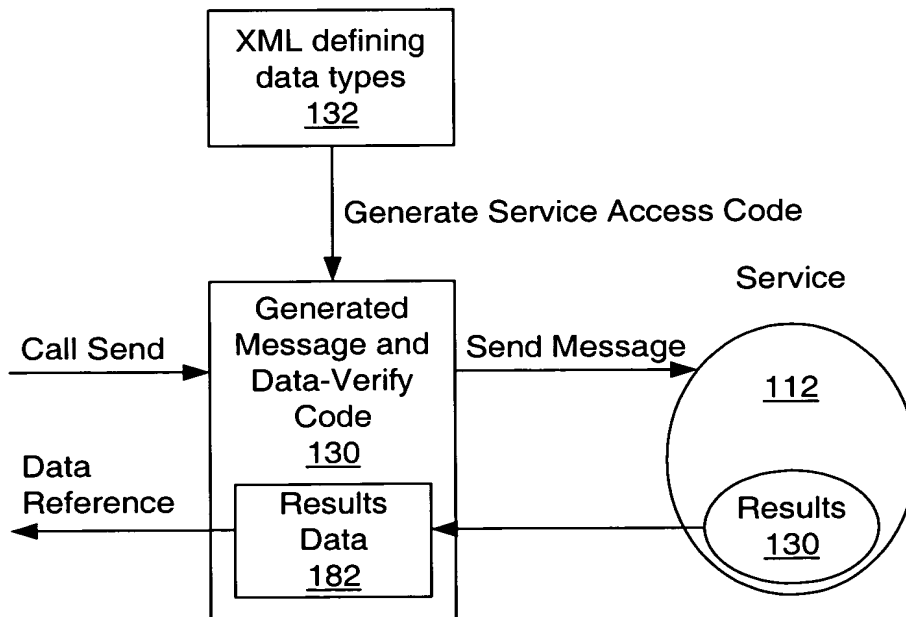 XML defining
data types
132
Generate Service Access Code
Service
Generated
Message and
Data-Verify
Code
130
Call Send
Send Message
112
Data
Reference
Results
Data
182
Results
130